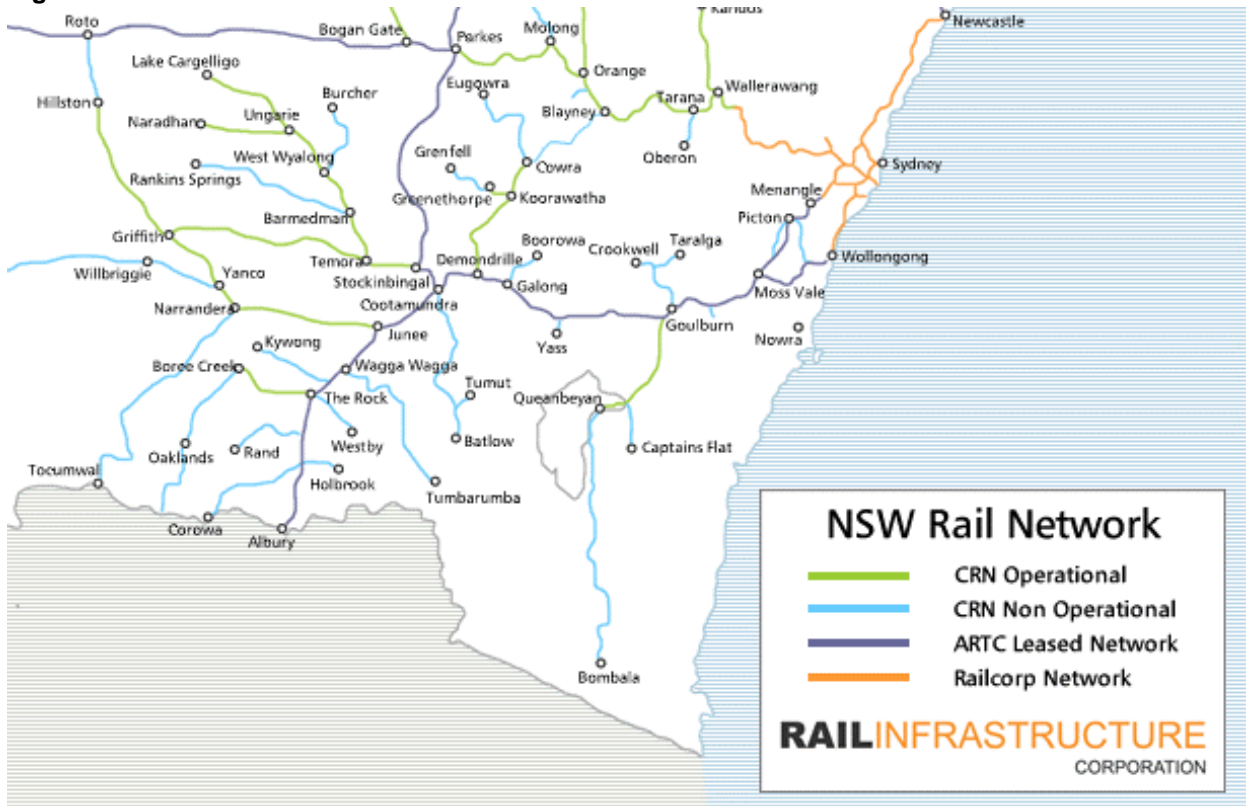 Roto
Bogan Gate
Parkes
Molong
Newcastle
Lake Cargelligo
Orange
Hillston
Burcher
Eugowra
Wallerawang
Tarana
Naradhan
Ungarie
Blayney
West Wyalong
Grenfell
Cowra
Oberon
Sydney
Rankins Springs
Greenethorpe
Koorawatha
Menangle
Barmedman
Picton
Griffith
Boorowa
Crookwell
Taralga
Willbriggie
Yanco
Temora
Demondrille
Wollongong
Stockinbingal
Galong
Moss Vale
Narrandera
Cootamundra
Goulburn
Junee
Nowra
Kywong
Yass
Boree Creek
Wagga Wagga
Tumut
The Rock
Queanbeyan
Oaklands
Rand
Westby
Batlow
Captains Flat
Tocumwal
Holbrook
Tumbarumba
Corowa
Albury
Bombala
NSW Rail Network
CRN Operational
CRN Non Operational
ARTC Leased Network
Railcorp Network
RAILINFRASTRUCTURE
CORPORATION